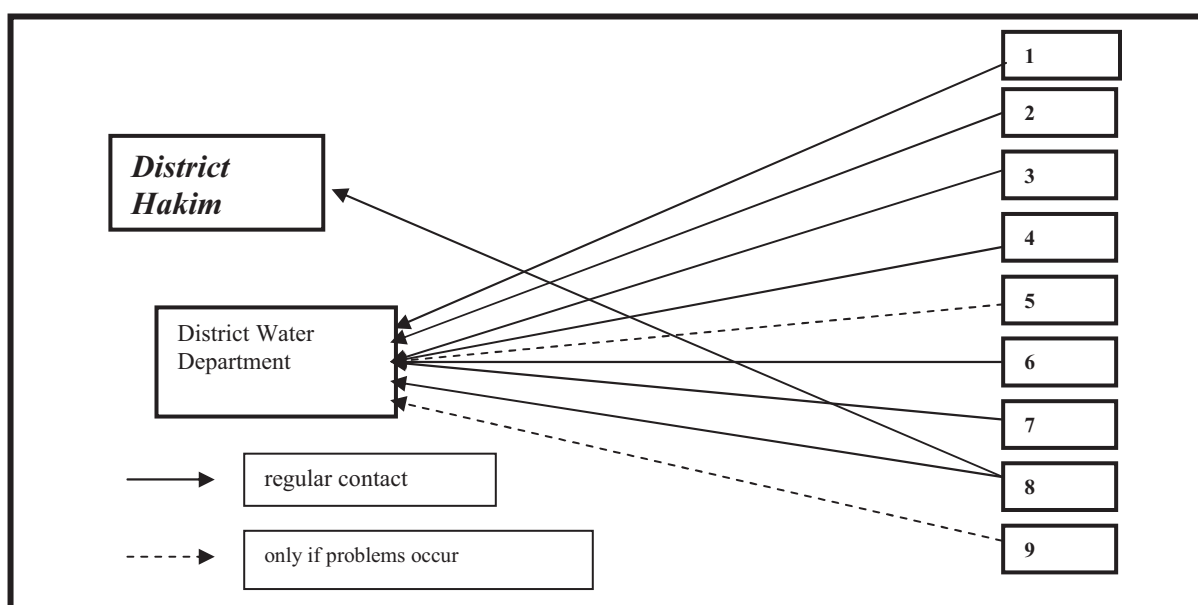 1
2
District
Hakim
3
4
5
District Water
Department
6
7
regular contact
8
only if problems occur
9